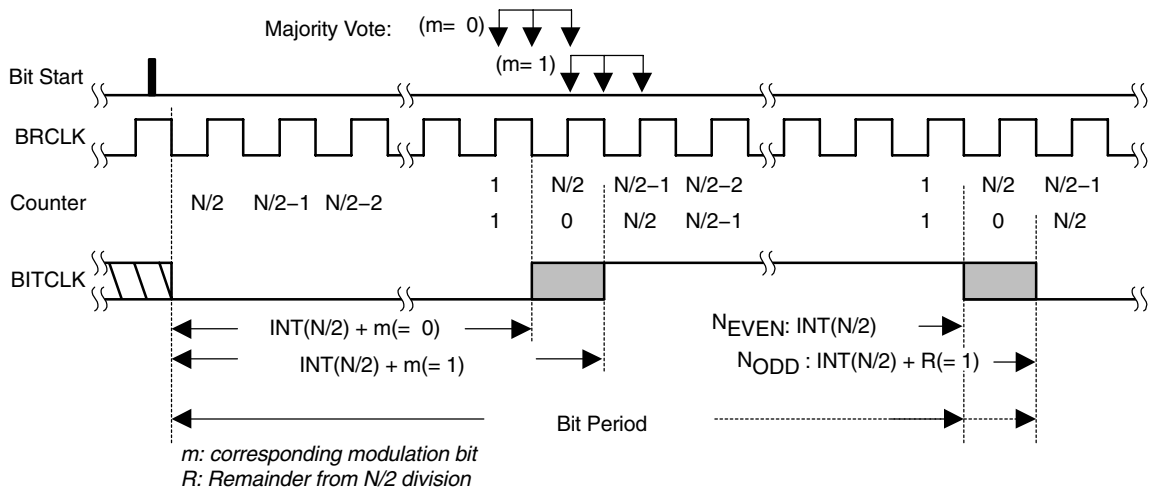 Majority Vote: (m= 0)
(m= 1)
Bit Start
BRCLK
Counter
1 N/2 N/2−1 N/2−2 1 N/2 N/2−1
N/2 N/2−1 N/2−2
1 0 N/2 N/2−1 1 0 N/2
BITCLK
INT(N/2) + m(= 0)
NEVEN: INT(N/2)
INT(N/2) + m(= 1)
NODD : INT(N/2) + R(= 1)
Bit Period
m: corresponding modulation bit
R: Remainder from N/2 division